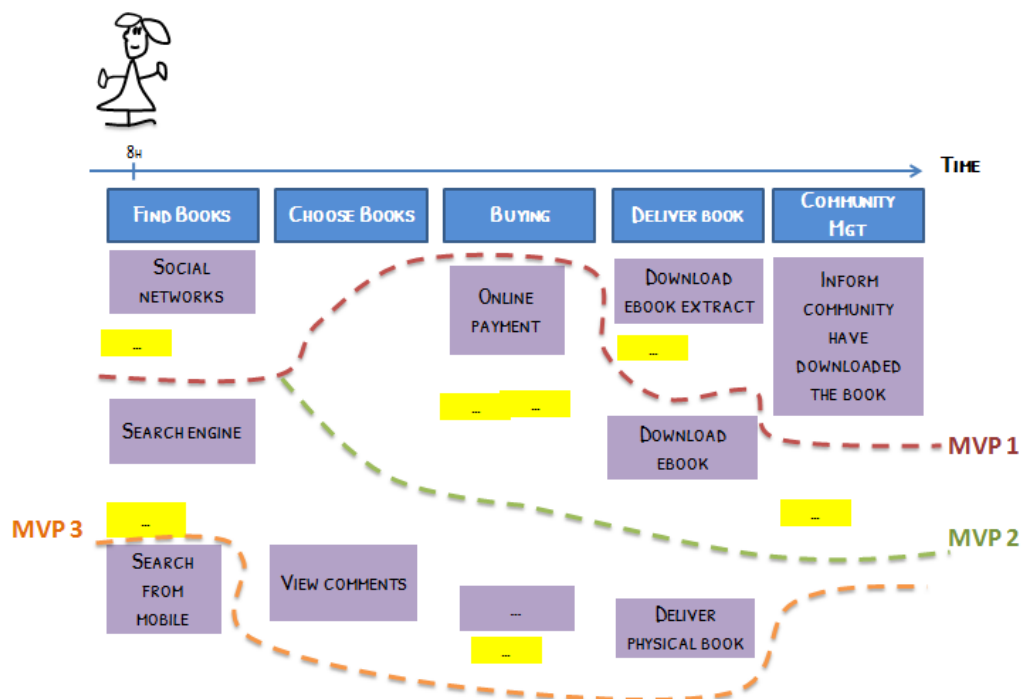 8H
TIME
FIND BOOKS
CHOOSE BOOKS
BUYING
DELIVER BOOK
COMMUNITY
MGT
SOCIAL
NETWORKS
ONLINE
PAYMENT
DOWNLOAD
EBOOK EXTRACT
INFORM
COMMUNITY
HAVE
DOWNLOADED
THE BOOK
...
...
...
...
SEARCH ENGINE
DOWNLOAD
EBOOK
MVP 1
...
...
MVP 3
MVP 2
SEARCH
FROM
MOBILE
VIEW COMMENTS
...
DELIVER
PHYSICAL BOOK
...